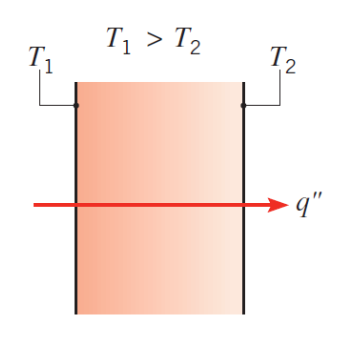 T₁ > T₂
T₁
T₂
q″